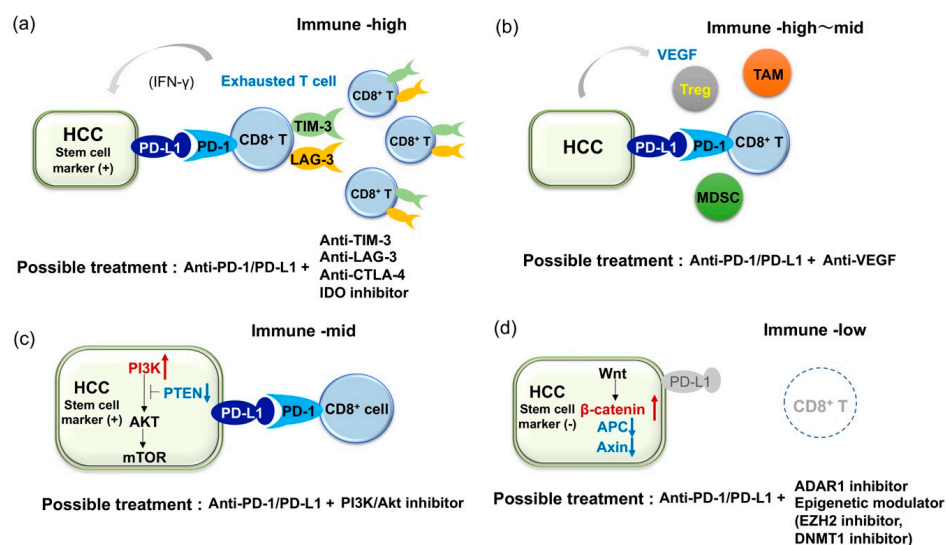 (a)
Immune -high
(IFN-γ)
Exhausted T cell
HCC
Stem cell
marker (+)
PD-L1
PD-1
CD8⁺ T
TIM-3
LAG-3
CD8⁺ T
CD8⁺ T
CD8⁺ T
Possible treatment : Anti-PD-1/PD-L1 +
Anti-TIM-3
Anti-LAG-3
Anti-CTLA-4
IDO inhibitor
(b)
Immune -high~mid
VEGF
Treg
TAM
HCC
PD-L1
PD-1
CD8⁺ T
MDSC
Possible treatment : Anti-PD-1/PD-L1 + Anti-VEGF
(c)
Immune -mid
PI3K
HCC
Stem cell
marker (+)
PTEN
AKT
mTOR
PD-L1
PD-1
CD8⁺ cell
Possible treatment : Anti-PD-1/PD-L1 + PI3K/Akt inhibitor
(d)
Immune -low
Wnt
HCC
Stem cell
marker (-)
β-catenin
APC
Axin
PD-L1
CD8⁺ T
Possible treatment : Anti-PD-1/PD-L1 +
ADAR1 inhibitor
Epigenetic modulator
(EZH2 inhibitor,
DNMT1 inhibitor)